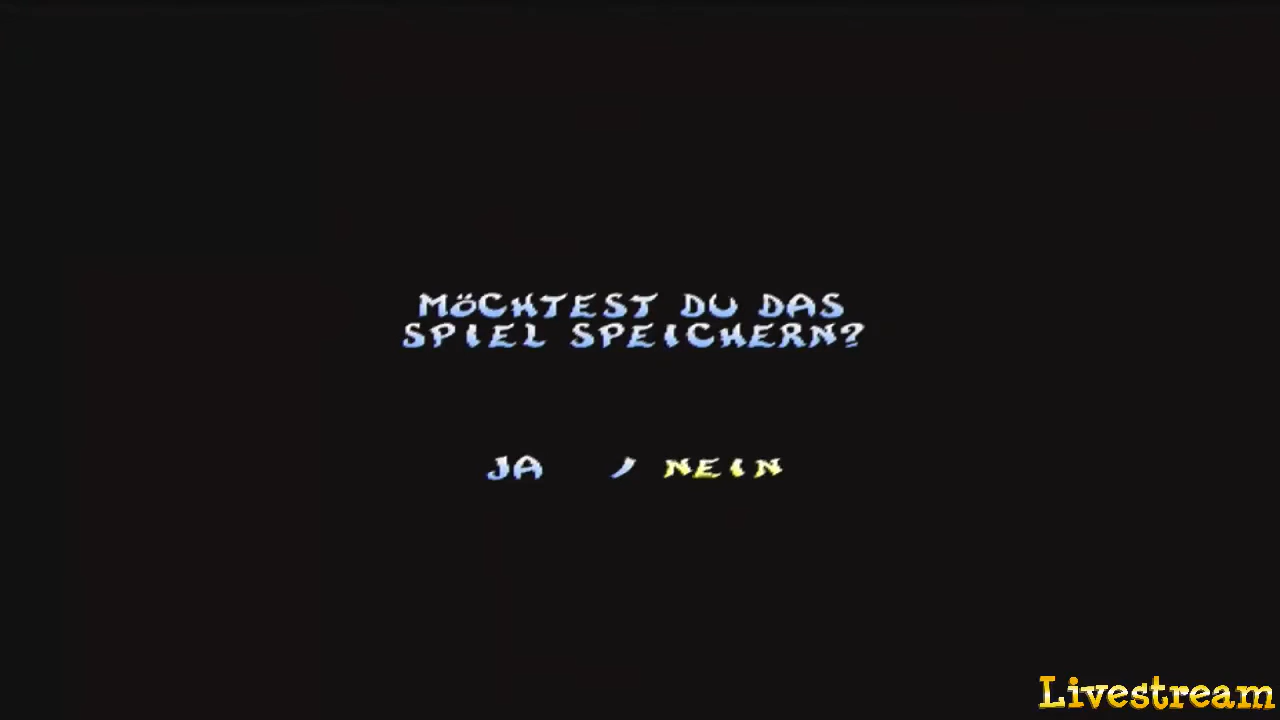 MÖCHTEST DU DAS
SPIEL SPEICHERN?
JA / NEIN
Livestream